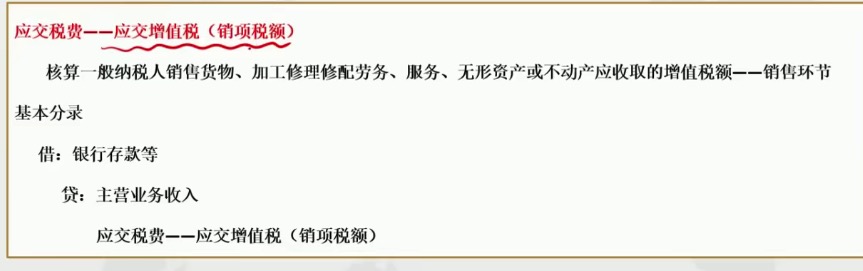 应交税费——应交增值税（销项税额）
核算一般纳税人销售货物、加工修理修配劳务、服务、无形资产或不动产应收取的增值税额——销售环节
基本分录
借：银行存款等
贷：主营业务收入
应交税费——应交增值税（销项税额）